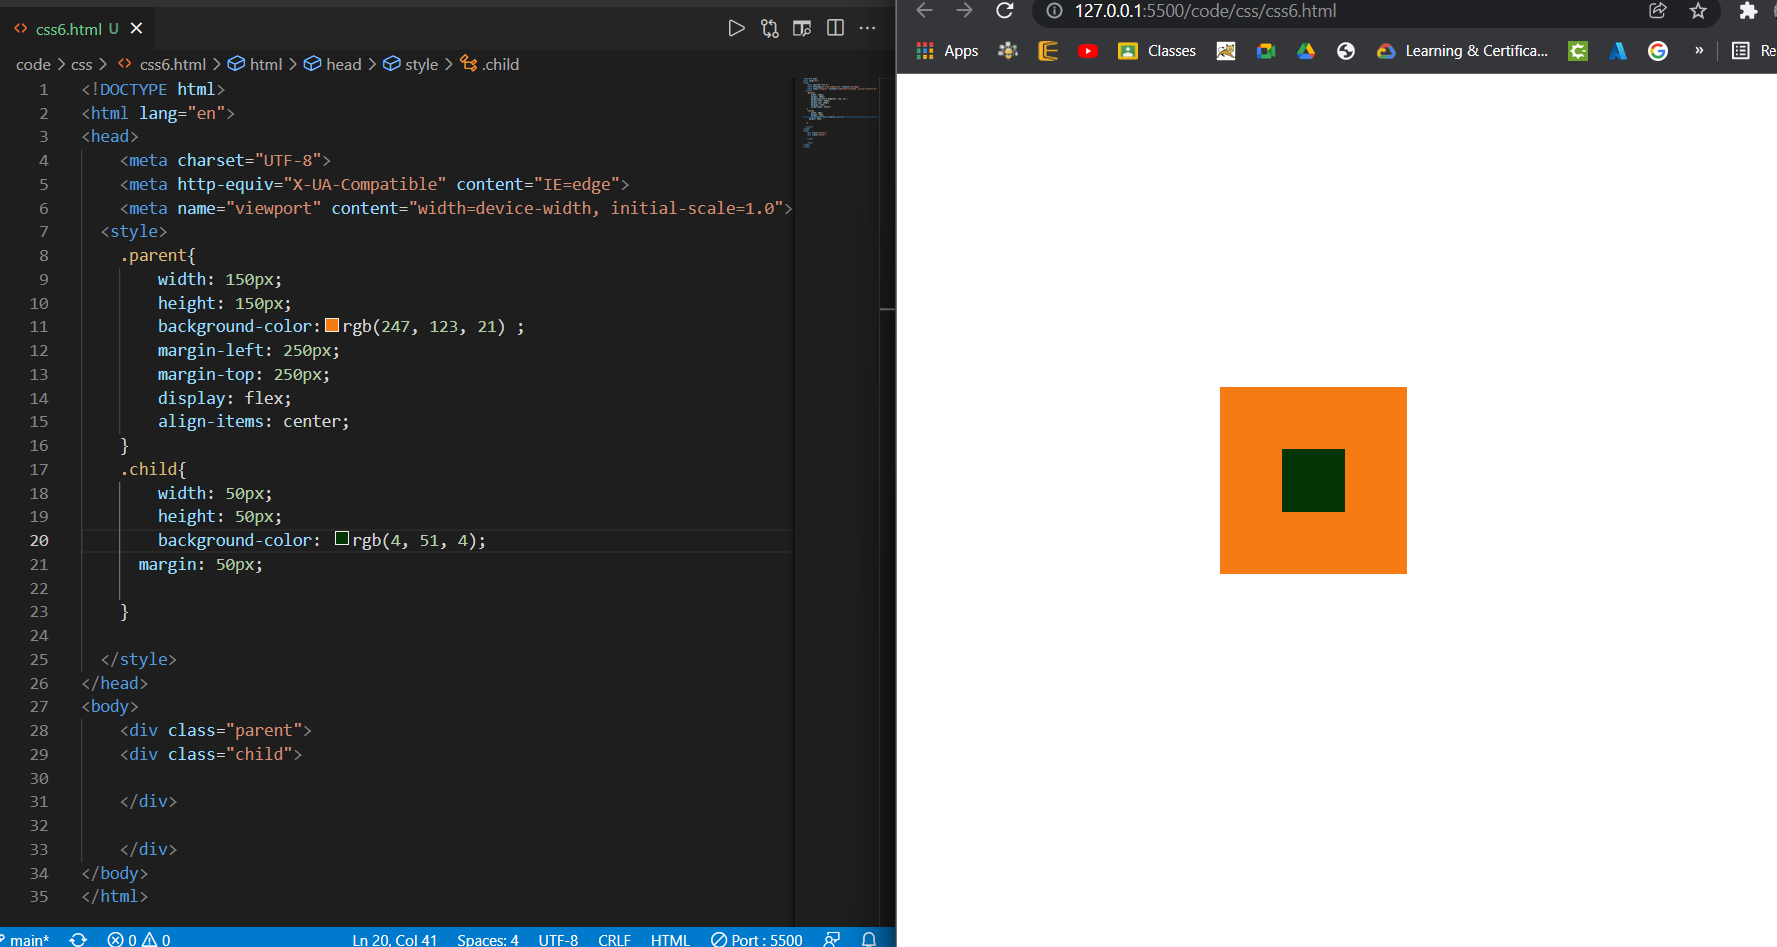 css6.html U
code > css > css6.html > html > head > style > .child
1 <!DOCTYPE html>
2 <html lang="en">
3 <head>
4 <meta charset="UTF-8">
5 <meta http-equiv="X-UA-Compatible" content="IE=edge">
6 <meta name="viewport" content="width=device-width, initial-scale=1.0">
7 <style>
8 .parent{
9 width: 150px;
10 height: 150px;
11 background-color: rgb(247, 123, 21) ;
12 margin-left: 250px;
13 margin-top: 250px;
14 display: flex;
15 align-items: center;
16 }
17 .child{
18 width: 50px;
19 height: 50px;
20 background-color: rgb(4, 51, 4);
21 margin: 50px;
22
23 }
24
25 </style>
26 </head>
27 <body>
28 <div class="parent">
29 <div class="child">
30
31 </div>
32
33 </div>
34 </body>
35 </html>
main* 0 0 Ln 20, Col 41 Spaces: 4 UTF-8 CRLF HTML Port : 5500
127.0.0.1:5500/code/css/css6.html
Apps Classes Learning & Certifica... » Re